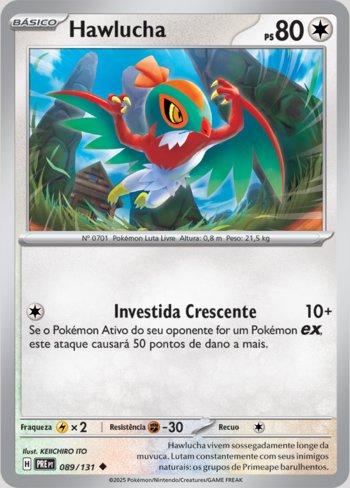 BÁSICO
Hawlucha
PS 80
Nº 0701 Pokémon Luta Livre Altura: 0,8 m Peso: 21,5 kg
Investida Crescente 10+
Se o Pokémon Ativo do seu oponente for um Pokémon ex,
este ataque causará 50 pontos de dano a mais.
Fraqueza ×2 Resistência -30 Recuo
Ilust. KEIICHIRO ITO
H PRE PT 089/131
Hawlucha vivem sossegadamente longe da
muvuca. Lutam constantemente com seus inimigos
naturais: os grupos de Primeape barulhentos.
©2025 Pokémon/Nintendo/Creatures/GAME FREAK